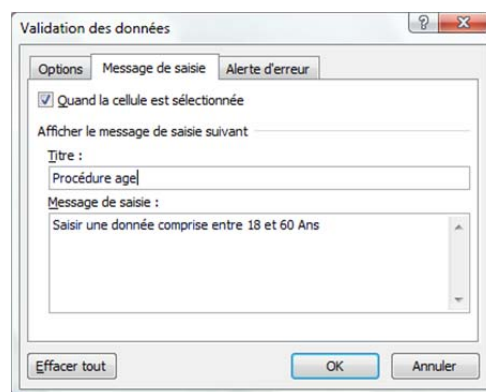 Validation des données
Options Message de saisie Alerte d'erreur
Quand la cellule est sélectionnée
Afficher le message de saisie suivant
Titre :
Procédure age
Message de saisie :
Saisir une donnée comprise entre 18 et 60 Ans
Effacer tout OK Annuler